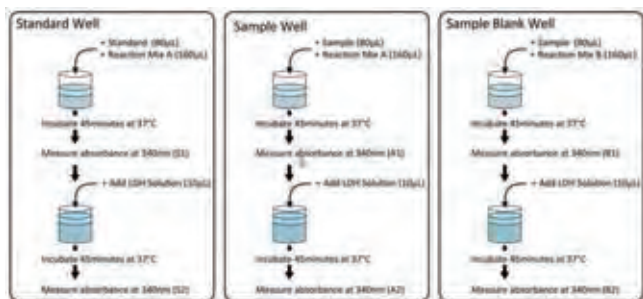 Standard Well
+ Standard (80μL)
+ Reaction Mix A (160μL)
Incubate 45minutes at 37°C
Measure absorbance at 340nm (S1)
+ Add LDH Solution (10μL)
Incubate 45minutes at 37°C
Measure absorbance at 340nm (S2)
Sample Well
+ Sample (80μL)
+ Reaction Mix A (160μL)
Incubate 45minutes at 37°C
Measure absorbance at 340nm (A1)
+ Add LDH Solution (10μL)
Incubate 45minutes at 37°C
Measure absorbance at 340nm (A2)
Sample Blank Well
+ Sample (80μL)
+ Reaction Mix B (160μL)
Incubate 45minutes at 37°C
Measure absorbance at 340nm (B1)
+ Add LDH Solution (10μL)
Incubate 45minutes at 37°C
Measure absorbance at 340nm (B2)